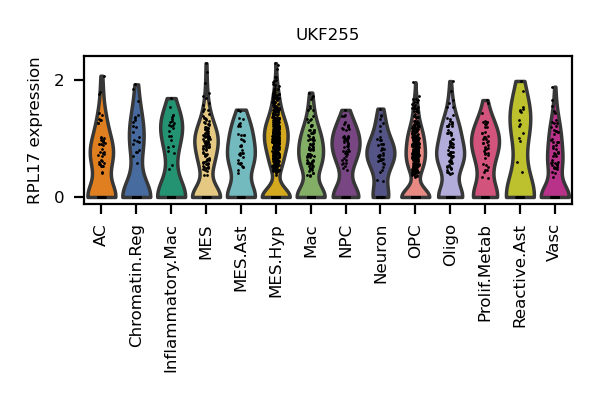 UKF255
RPL17 expression
2
0
AC
Chromatin.Reg
Inflammatory.Mac
MES
MES.Ast
MES.Hyp
Mac
NPC
Neuron
OPC
Oligo
Prolif.Metab
Reactive.Ast
Vasc